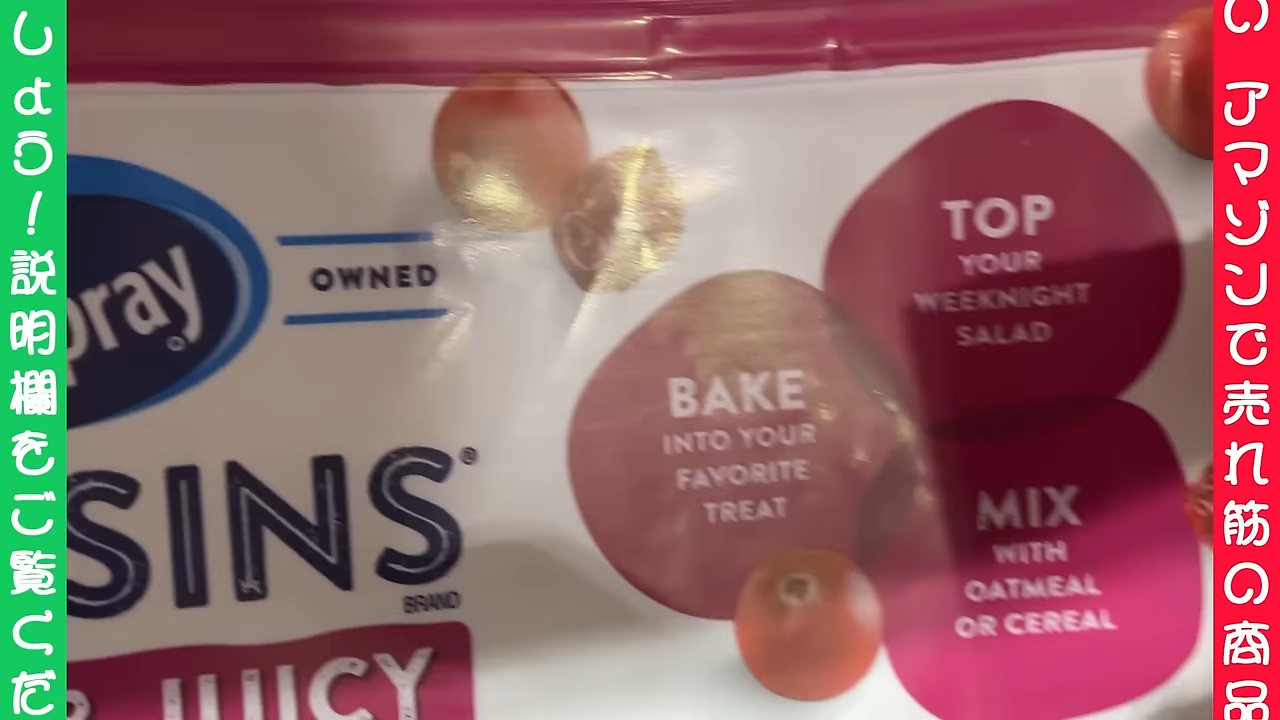 しょう！説明欄をご覧くだ
pray
OWNED
SINS®
BRAND
& JUICY
BAKE
INTO YOUR
FAVORITE
TREAT
TOP
YOUR
WEEKNIGHT
SALAD
MIX
WITH
OATMEAL
OR CEREAL
の アマゾンで売れ筋の商品